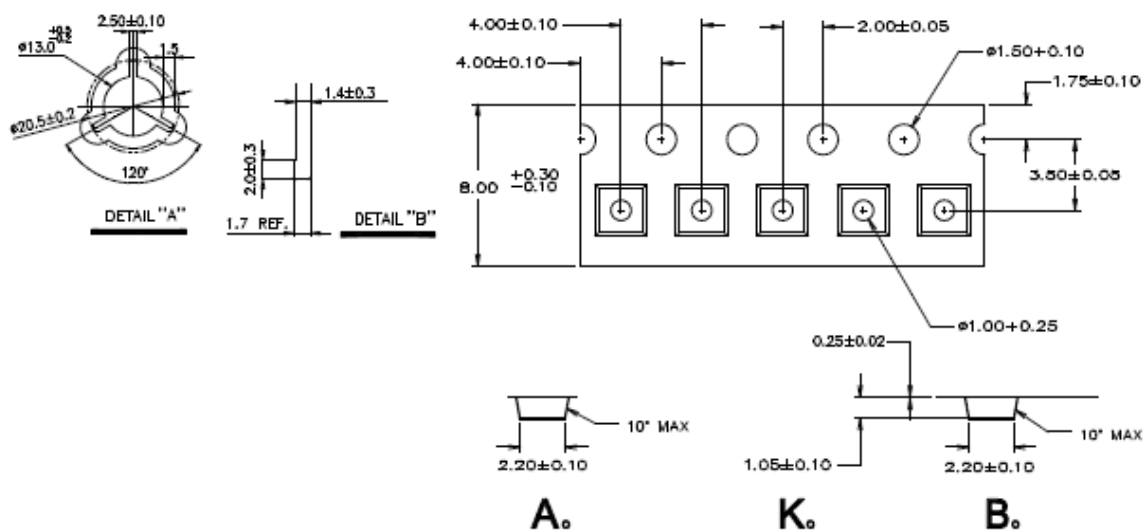 2.50±0.10
ø13.0 +0.5 -0.2
1.5
ø20.5±0.2
120°
DETAIL "A"
1.4±0.3
2.0±0.3
1.7 REF.
DETAIL "B"
4.00±0.10
2.00±0.05
4.00±0.10
ø1.50+0.10
1.75±0.10
8.00 +0.30 -0.10
3.50±0.05
ø1.00+0.25
0.25±0.02
10° MAX
2.20±0.10
1.05±0.10
10° MAX
2.20±0.10
A₀
K₀
B₀